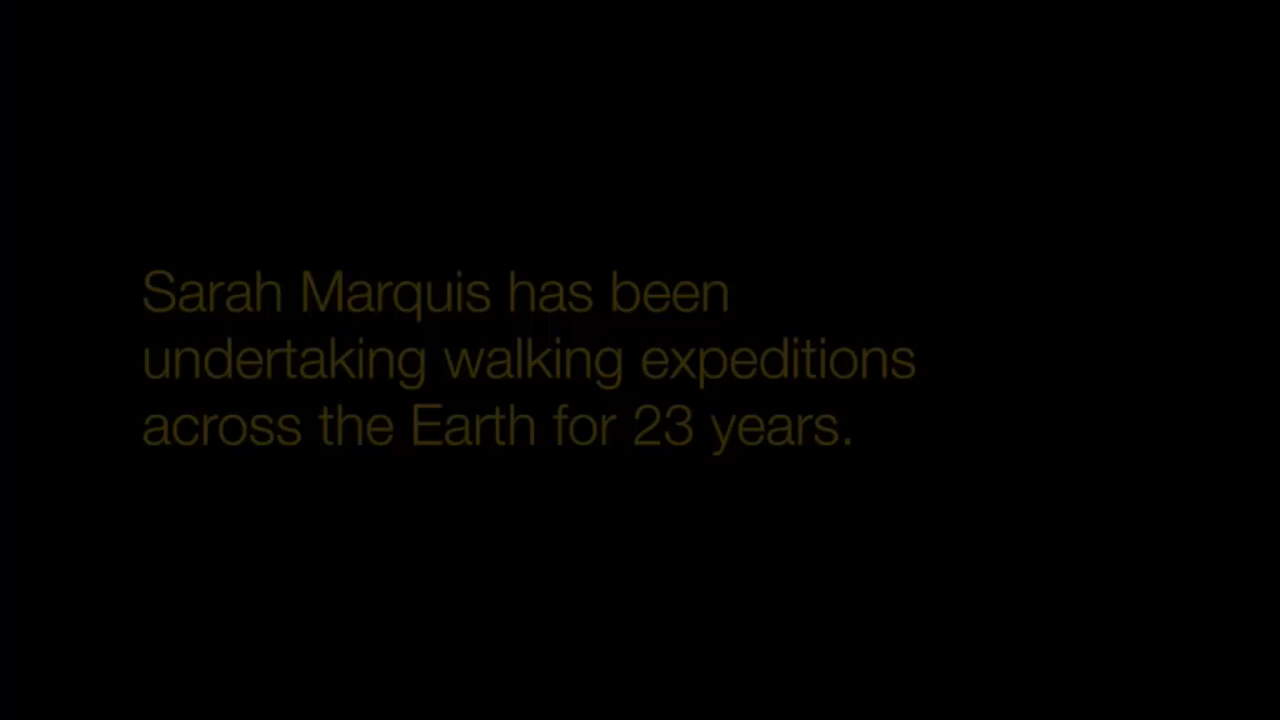 Sarah Marquis has been
undertaking walking expeditions
across the Earth for 23 years.